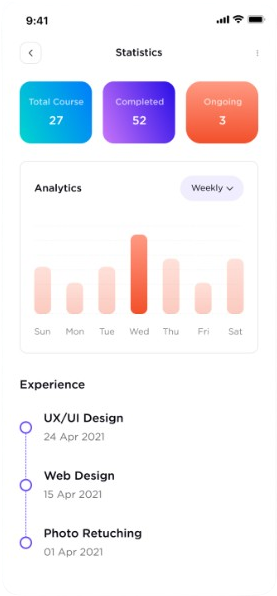 9:41
Statistics
Total Course
Completed
Ongoing
27
52
3
Analytics
Weekly
Sun Mon Tue Wed Thu Fri Sat
Experience
UX/UI Design
24 Apr 2021
Web Design
15 Apr 2021
Photo Retuching
01 Apr 2021